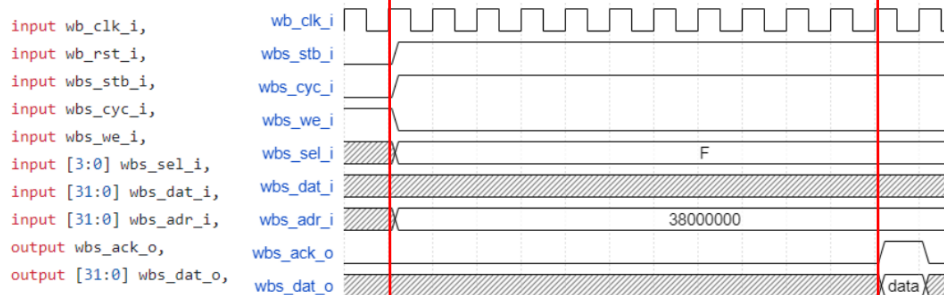 input wb_clk_i,
input wb_rst_i,
input wbs_stb_i,
input wbs_cyc_i,
input wbs_we_i,
input [3:0] wbs_sel_i,
input [31:0] wbs_dat_i,
input [31:0] wbs_adr_i,
output wbs_ack_o,
output [31:0] wbs_dat_o,
wb_clk_i
wbs_stb_i
wbs_cyc_i
wbs_we_i
wbs_sel_i F
wbs_dat_i
wbs_adr_i 38000000
wbs_ack_o
wbs_dat_o data